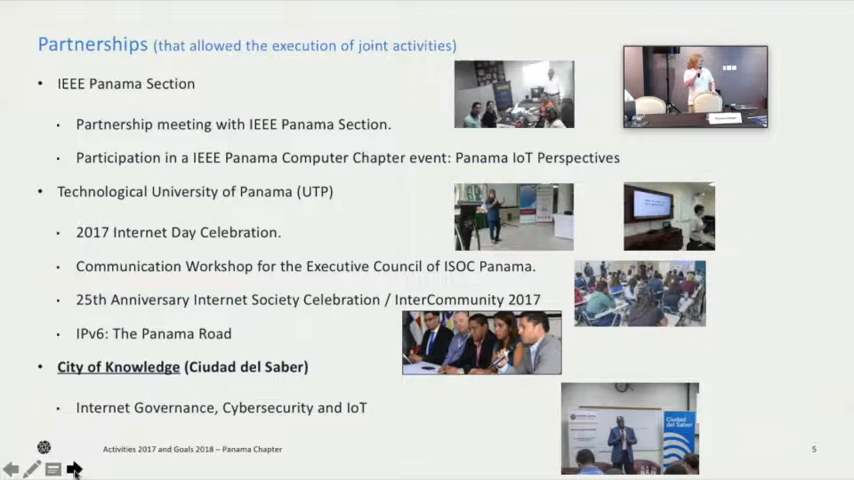 Partnerships (that allowed the execution of joint activities)
• IEEE Panama Section
▪ Partnership meeting with IEEE Panama Section.
▪ Participation in a IEEE Panama Computer Chapter event: Panama IoT Perspectives
• Technological University of Panama (UTP)
▪ 2017 Internet Day Celebration.
▪ Communication Workshop for the Executive Council of ISOC Panama.
▪ 25th Anniversary Internet Society Celebration / InterCommunity 2017
▪ IPv6: The Panama Road
• City of Knowledge (Ciudad del Saber)
▪ Internet Governance, Cybersecurity and IoT
Ciudad
del Saber
Activities 2017 and Goals 2018 – Panama Chapter
5